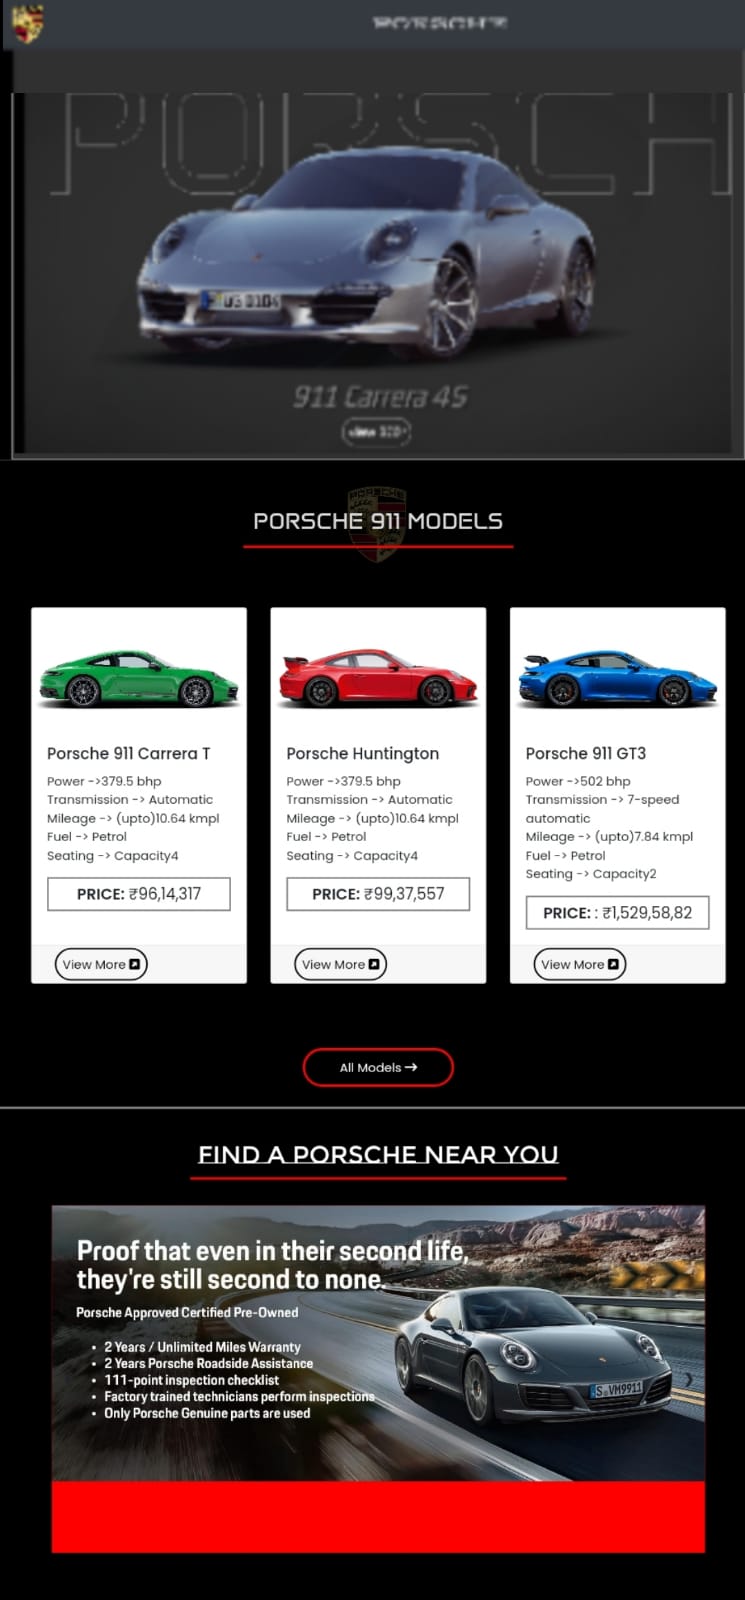 PORSCHE
PORSCH
911 Carrera 4S
PORSCHE
PORSCHE 911 MODELS
Porsche 911 Carrera T
Power ->379.5 bhp
Transmission -> Automatic
Mileage -> (upto)10.64 kmpl
Fuel -> Petrol
Seating -> Capacity4
PRICE: ₹96,14,317
View More
Porsche Huntington
Power ->379.5 bhp
Transmission -> Automatic
Mileage -> (upto)10.64 kmpl
Fuel -> Petrol
Seating -> Capacity4
PRICE: ₹99,37,557
View More
Porsche 911 GT3
Power ->502 bhp
Transmission -> 7-speed
automatic
Mileage -> (upto)7.84 kmpl
Fuel -> Petrol
Seating -> Capacity2
PRICE: : ₹1,529,58,82
View More
All Models →
FIND A PORSCHE NEAR YOU
Proof that even in their second life,
they're still second to none.
Porsche Approved Certified Pre-Owned
• 2 Years / Unlimited Miles Warranty
• 2 Years Porsche Roadside Assistance
• 111-point inspection checklist
• Factory trained technicians perform inspections
• Only Porsche Genuine parts are used
S VM9911